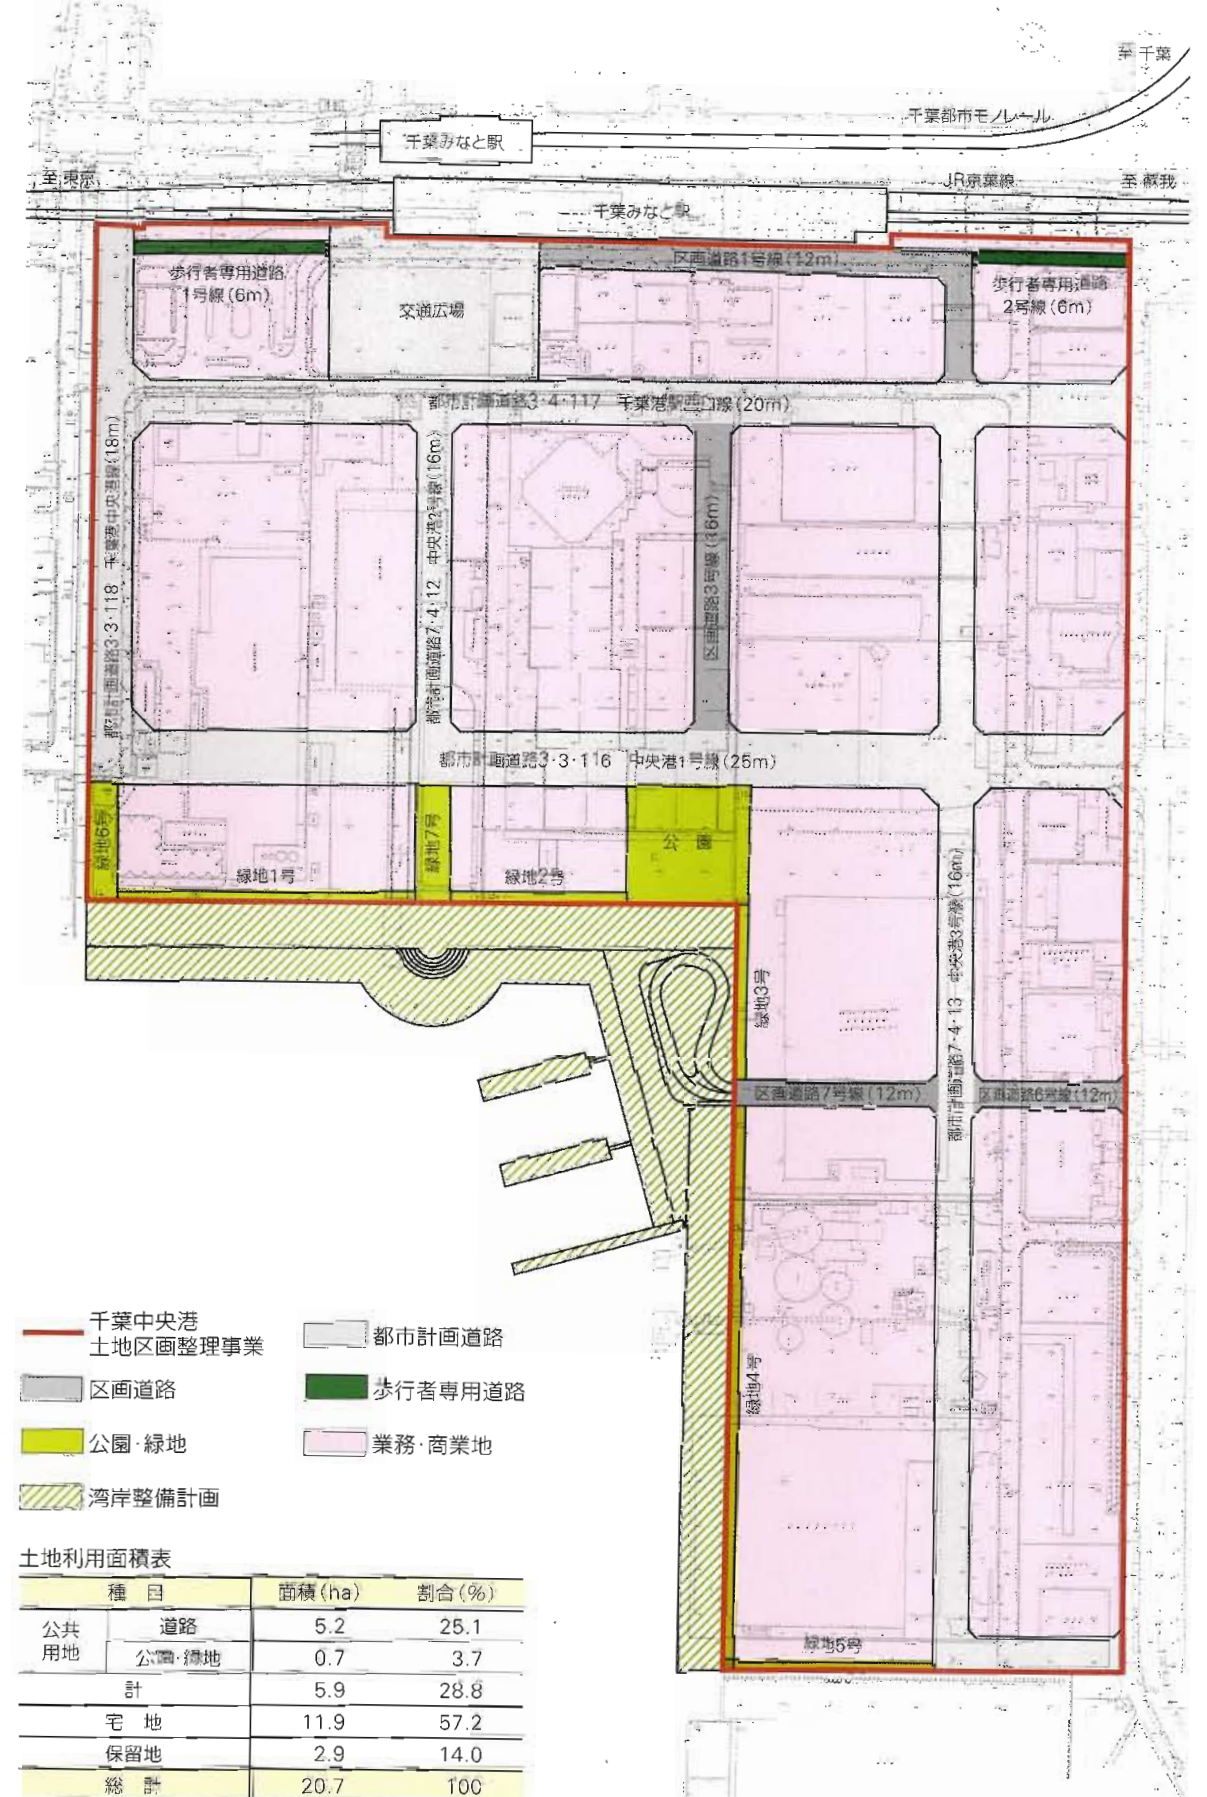 至 千葉
千葉都市モノレール
千葉みなと駅
至 東京
JR京葉線
至 蘇我
千葉みなと駅
区画道路1号線(12m)
歩行者専用道路
1号線(6m)
交通広場
歩行者専用道路
2号線(6m)
都市計画道路3・4・117 千葉港駅西口線(20m)
都市計画道路3・3・118 千葉港中央港線(18m)
都市計画道路7・4・12 中央港2号線(16m)
区画道路3号線(16m)
都市計画道路3・3・116 中央港1号線(25m)
緑地6号
緑地7号
公 園
緑地1号
緑地2号
都市計画道路7・4・13 中央港3号線(16m)
緑地3号
区画道路7号線(12m)
区画道路6号線(12m)
緑地4号
緑地5号
千葉中央港
土地区画整理事業
都市計画道路
区画道路
歩行者専用道路
公園・緑地
業務・商業地
湾岸整備計画
土地利用面積表
種 目 面積(ha) 割合(%)
公共用地 道路 5.2 25.1
公園・緑地 0.7 3.7
計 5.9 28.8
宅 地 11.9 57.2
保留地 2.9 14.0
総 計 20.7 100